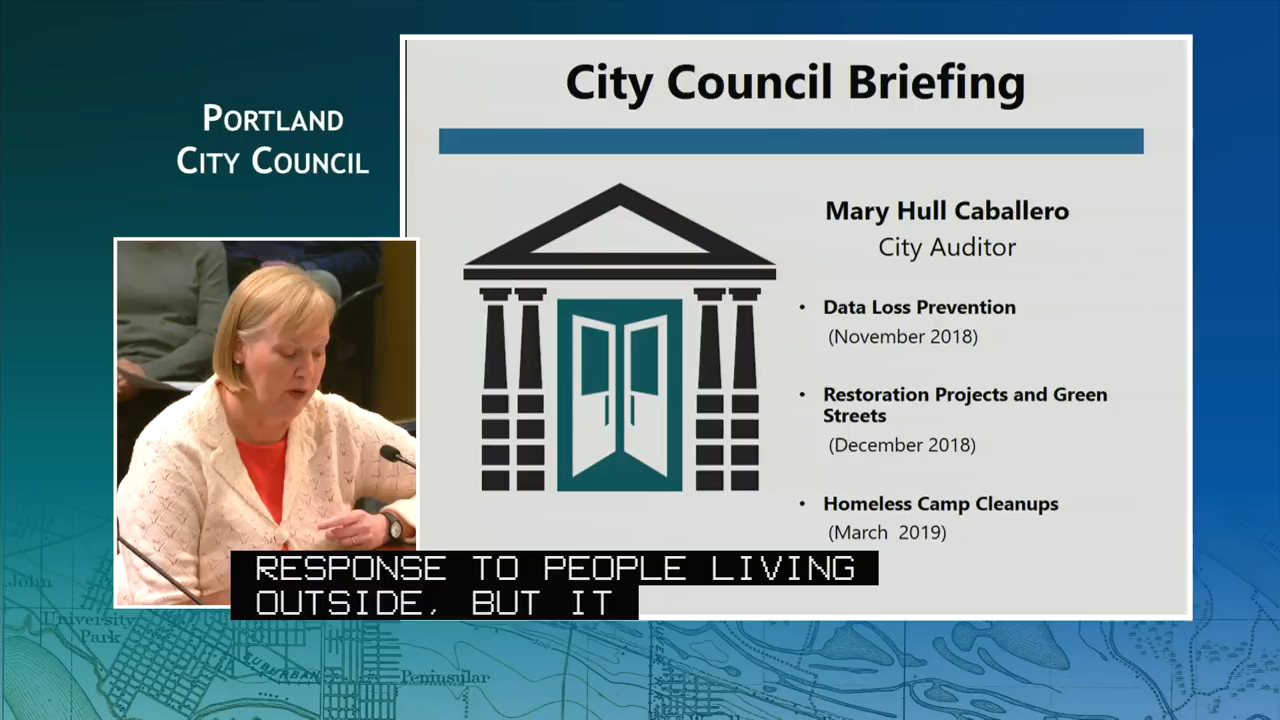 PORTLAND
CITY COUNCIL
City Council Briefing
Mary Hull Caballero
City Auditor
• Data Loss Prevention
(November 2018)
• Restoration Projects and Green
Streets
(December 2018)
• Homeless Camp Cleanups
(March 2019)
RESPONSE TO PEOPLE LIVING
OUTSIDE, BUT IT
John
University
Park
SUBURBAN
Peninsular